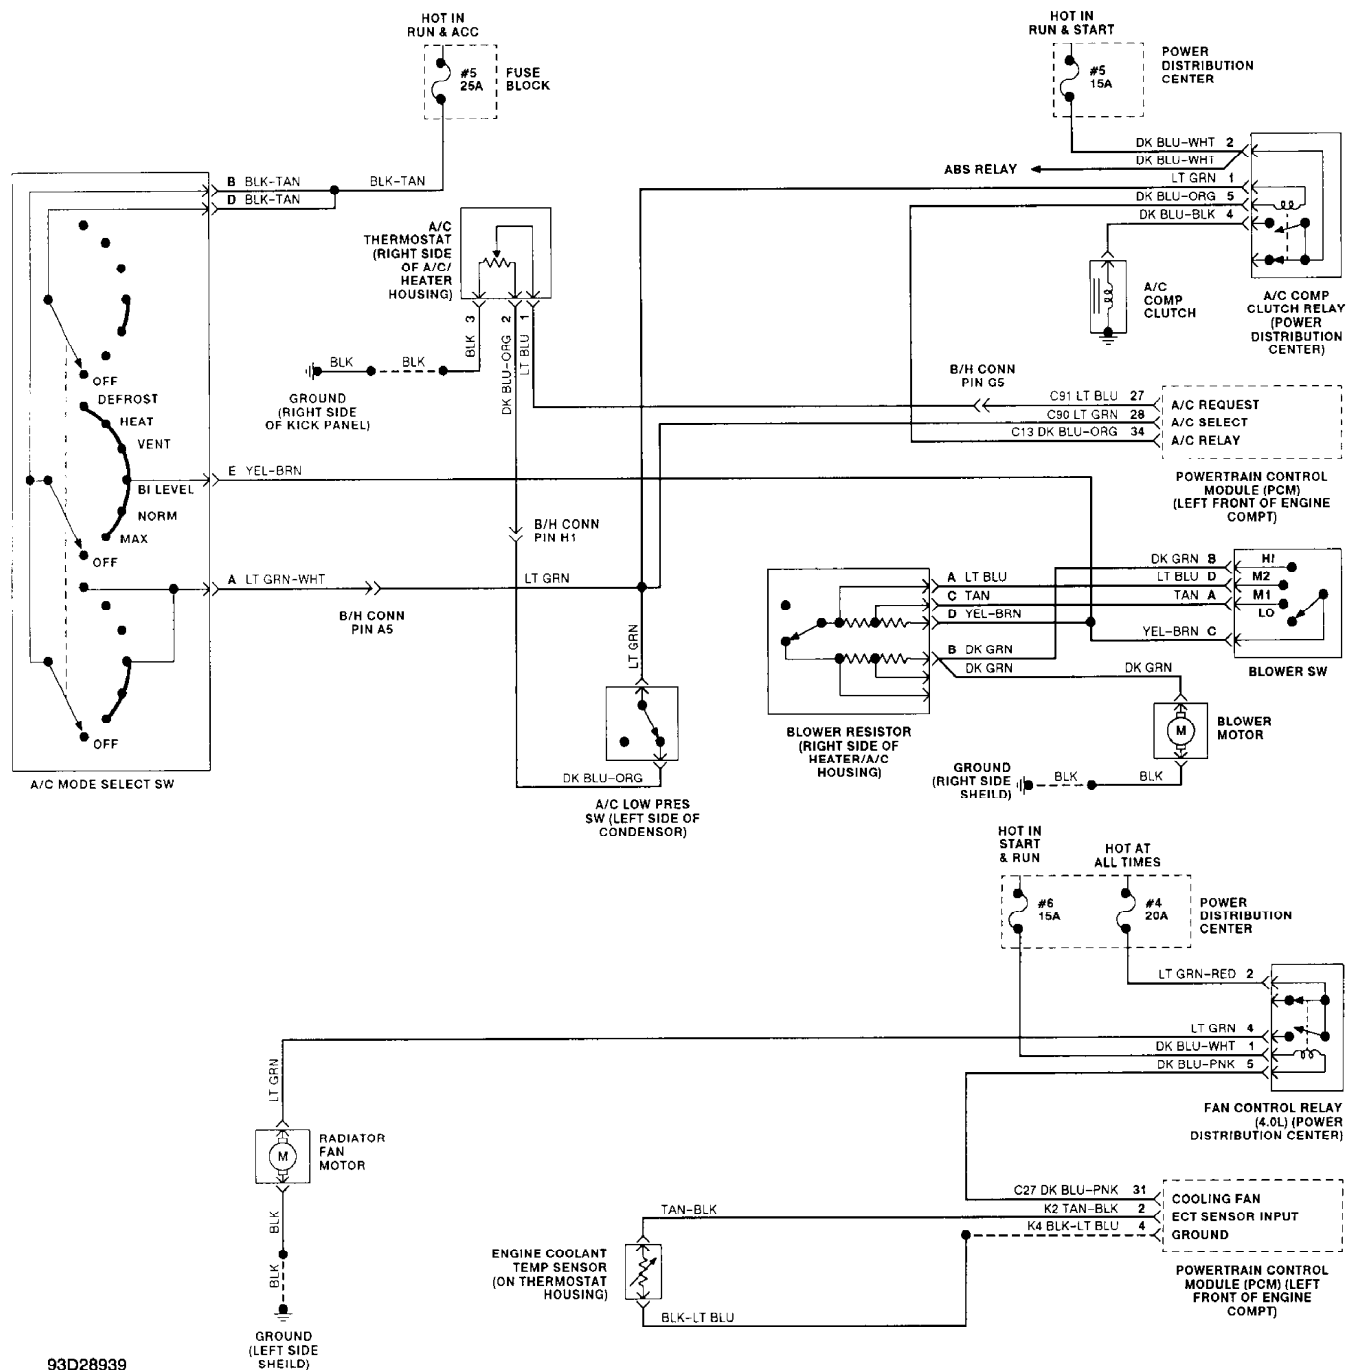 HOT IN
RUN & ACC
#5
25A
FUSE
BLOCK
HOT IN
RUN & START
#5
15A
POWER
DISTRIBUTION
CENTER
B BLK-TAN
BLK-TAN
D BLK-TAN
DK BLU-WHT 2
DK BLU-WHT
ABS RELAY
LT GRN 1
DK BLU-ORG 5
DK BLU-BLK 4
A/C
THERMOSTAT
(RIGHT SIDE
OF A/C/
HEATER
HOUSING)
3
2
1
BLK
DK BLU-ORG
LT BLU
A/C
COMP
CLUTCH
A/C COMP
CLUTCH RELAY
(POWER
DISTRIBUTION
CENTER)
BLK
BLK
GROUND
(RIGHT SIDE
OF KICK PANEL)
OFF
DEFROST
HEAT
VENT
BI LEVEL
NORM
MAX
OFF
OFF
A/C MODE SELECT SW
B/H CONN
PIN G5
C91 LT BLU 27
A/C REQUEST
C90 LT GRN 28
A/C SELECT
C13 DK BLU-ORG 34
A/C RELAY
POWERTRAIN CONTROL
MODULE (PCM)
(LEFT FRONT OF ENGINE
COMPT)
E YEL-BRN
B/H CONN
PIN H1
A LT GRN-WHT
LT GRN
B/H CONN
PIN A5
LT GRN
DK BLU-ORG
A/C LOW PRES
SW (LEFT SIDE OF
CONDENSOR)
A LT BLU
C TAN
D YEL-BRN
B DK GRN
DK GRN
DK GRN
BLOWER RESISTOR
(RIGHT SIDE OF
HEATER/A/C
HOUSING)
DK GRN B
LT BLU D
TAN A
YEL-BRN C
HI
M2
M1
LO
BLOWER SW
M
BLOWER
MOTOR
GROUND
(RIGHT SIDE
SHEILD)
BLK
BLK
HOT IN
START
& RUN
HOT AT
ALL TIMES
#6
15A
#4
20A
POWER
DISTRIBUTION
CENTER
LT GRN-RED 2
LT GRN 4
DK BLU-WHT 1
DK BLU-PNK 5
FAN CONTROL RELAY
(4.0L) (POWER
DISTRIBUTION CENTER)
LT GRN
M
RADIATOR
FAN
MOTOR
BLK
BLK
GROUND
(LEFT SIDE
SHEILD)
C27 DK BLU-PNK 31
COOLING FAN
TAN-BLK
K2 TAN-BLK 2
ECT SENSOR INPUT
K4 BLK-LT BLU 4
GROUND
ENGINE COOLANT
TEMP SENSOR
(ON THERMOSTAT
HOUSING)
BLK-LT BLU
POWERTRAIN CONTROL
MODULE (PCM) (LEFT
FRONT OF ENGINE
COMPT)
93D28939